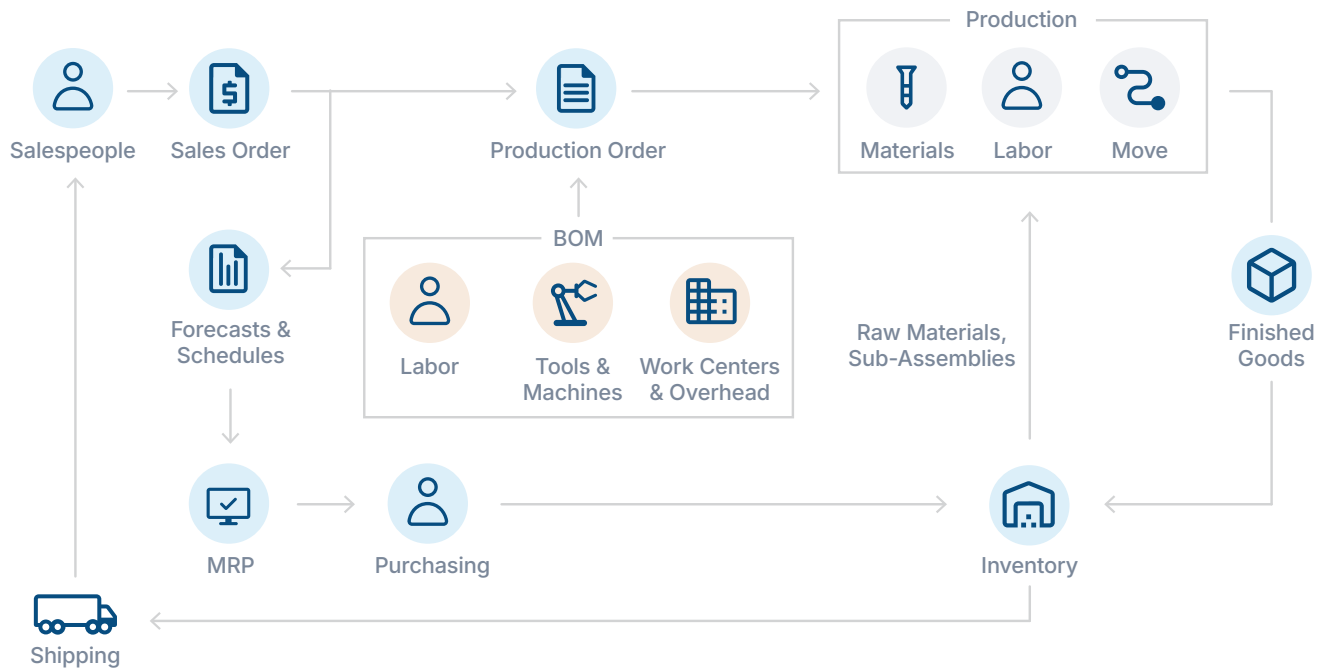 Production
Salespeople
Sales Order
Production Order
Materials
Labor
Move
BOM
Forecasts &
Schedules
Labor
Tools &
Machines
Work Centers
& Overhead
Raw Materials,
Sub-Assemblies
Finished
Goods
MRP
Purchasing
Inventory
Shipping